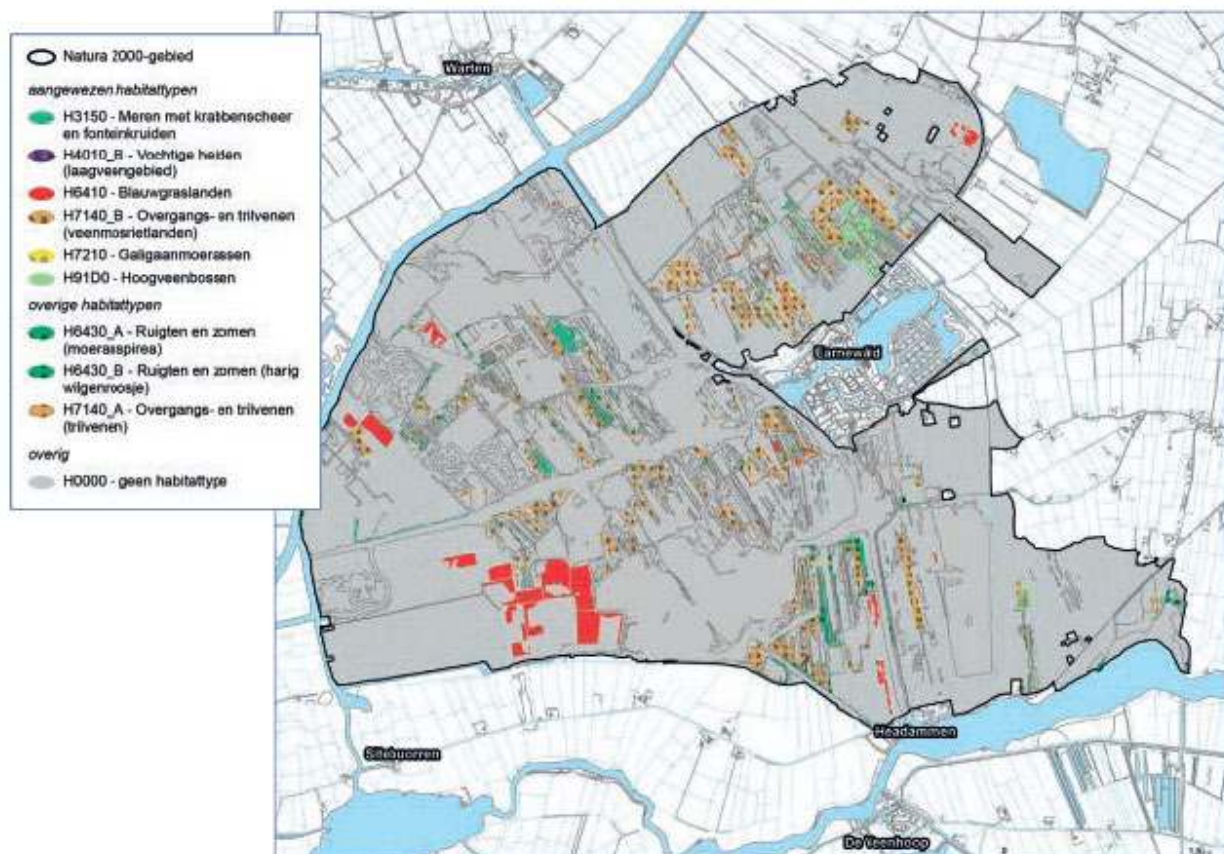 Natura 2000-gebied
aangewezen habitattypen
H3150 - Meren met krabbenscheer
en fonteinkruiden
H4010_B - Vochtige heiden
(laagveengebied)
H6410 - Blauwgraslanden
H7140_B - Overgangs- en trilvenen
(veenmosrietlanden)
H7210 - Galigaanmoerassen
H91D0 - Hoogveenbossen
overige habitattypen
H6430_A - Ruigten en zomen
(moerasspirea)
H6430_B - Ruigten en zomen (harig
wilgenroosje)
H7140_A - Overgangs- en trilvenen
(trilvenen)
overig
H0000 - geen habitattype
Warten
Earnewâld
Headammen
Sitebuorren
De Veenhoop